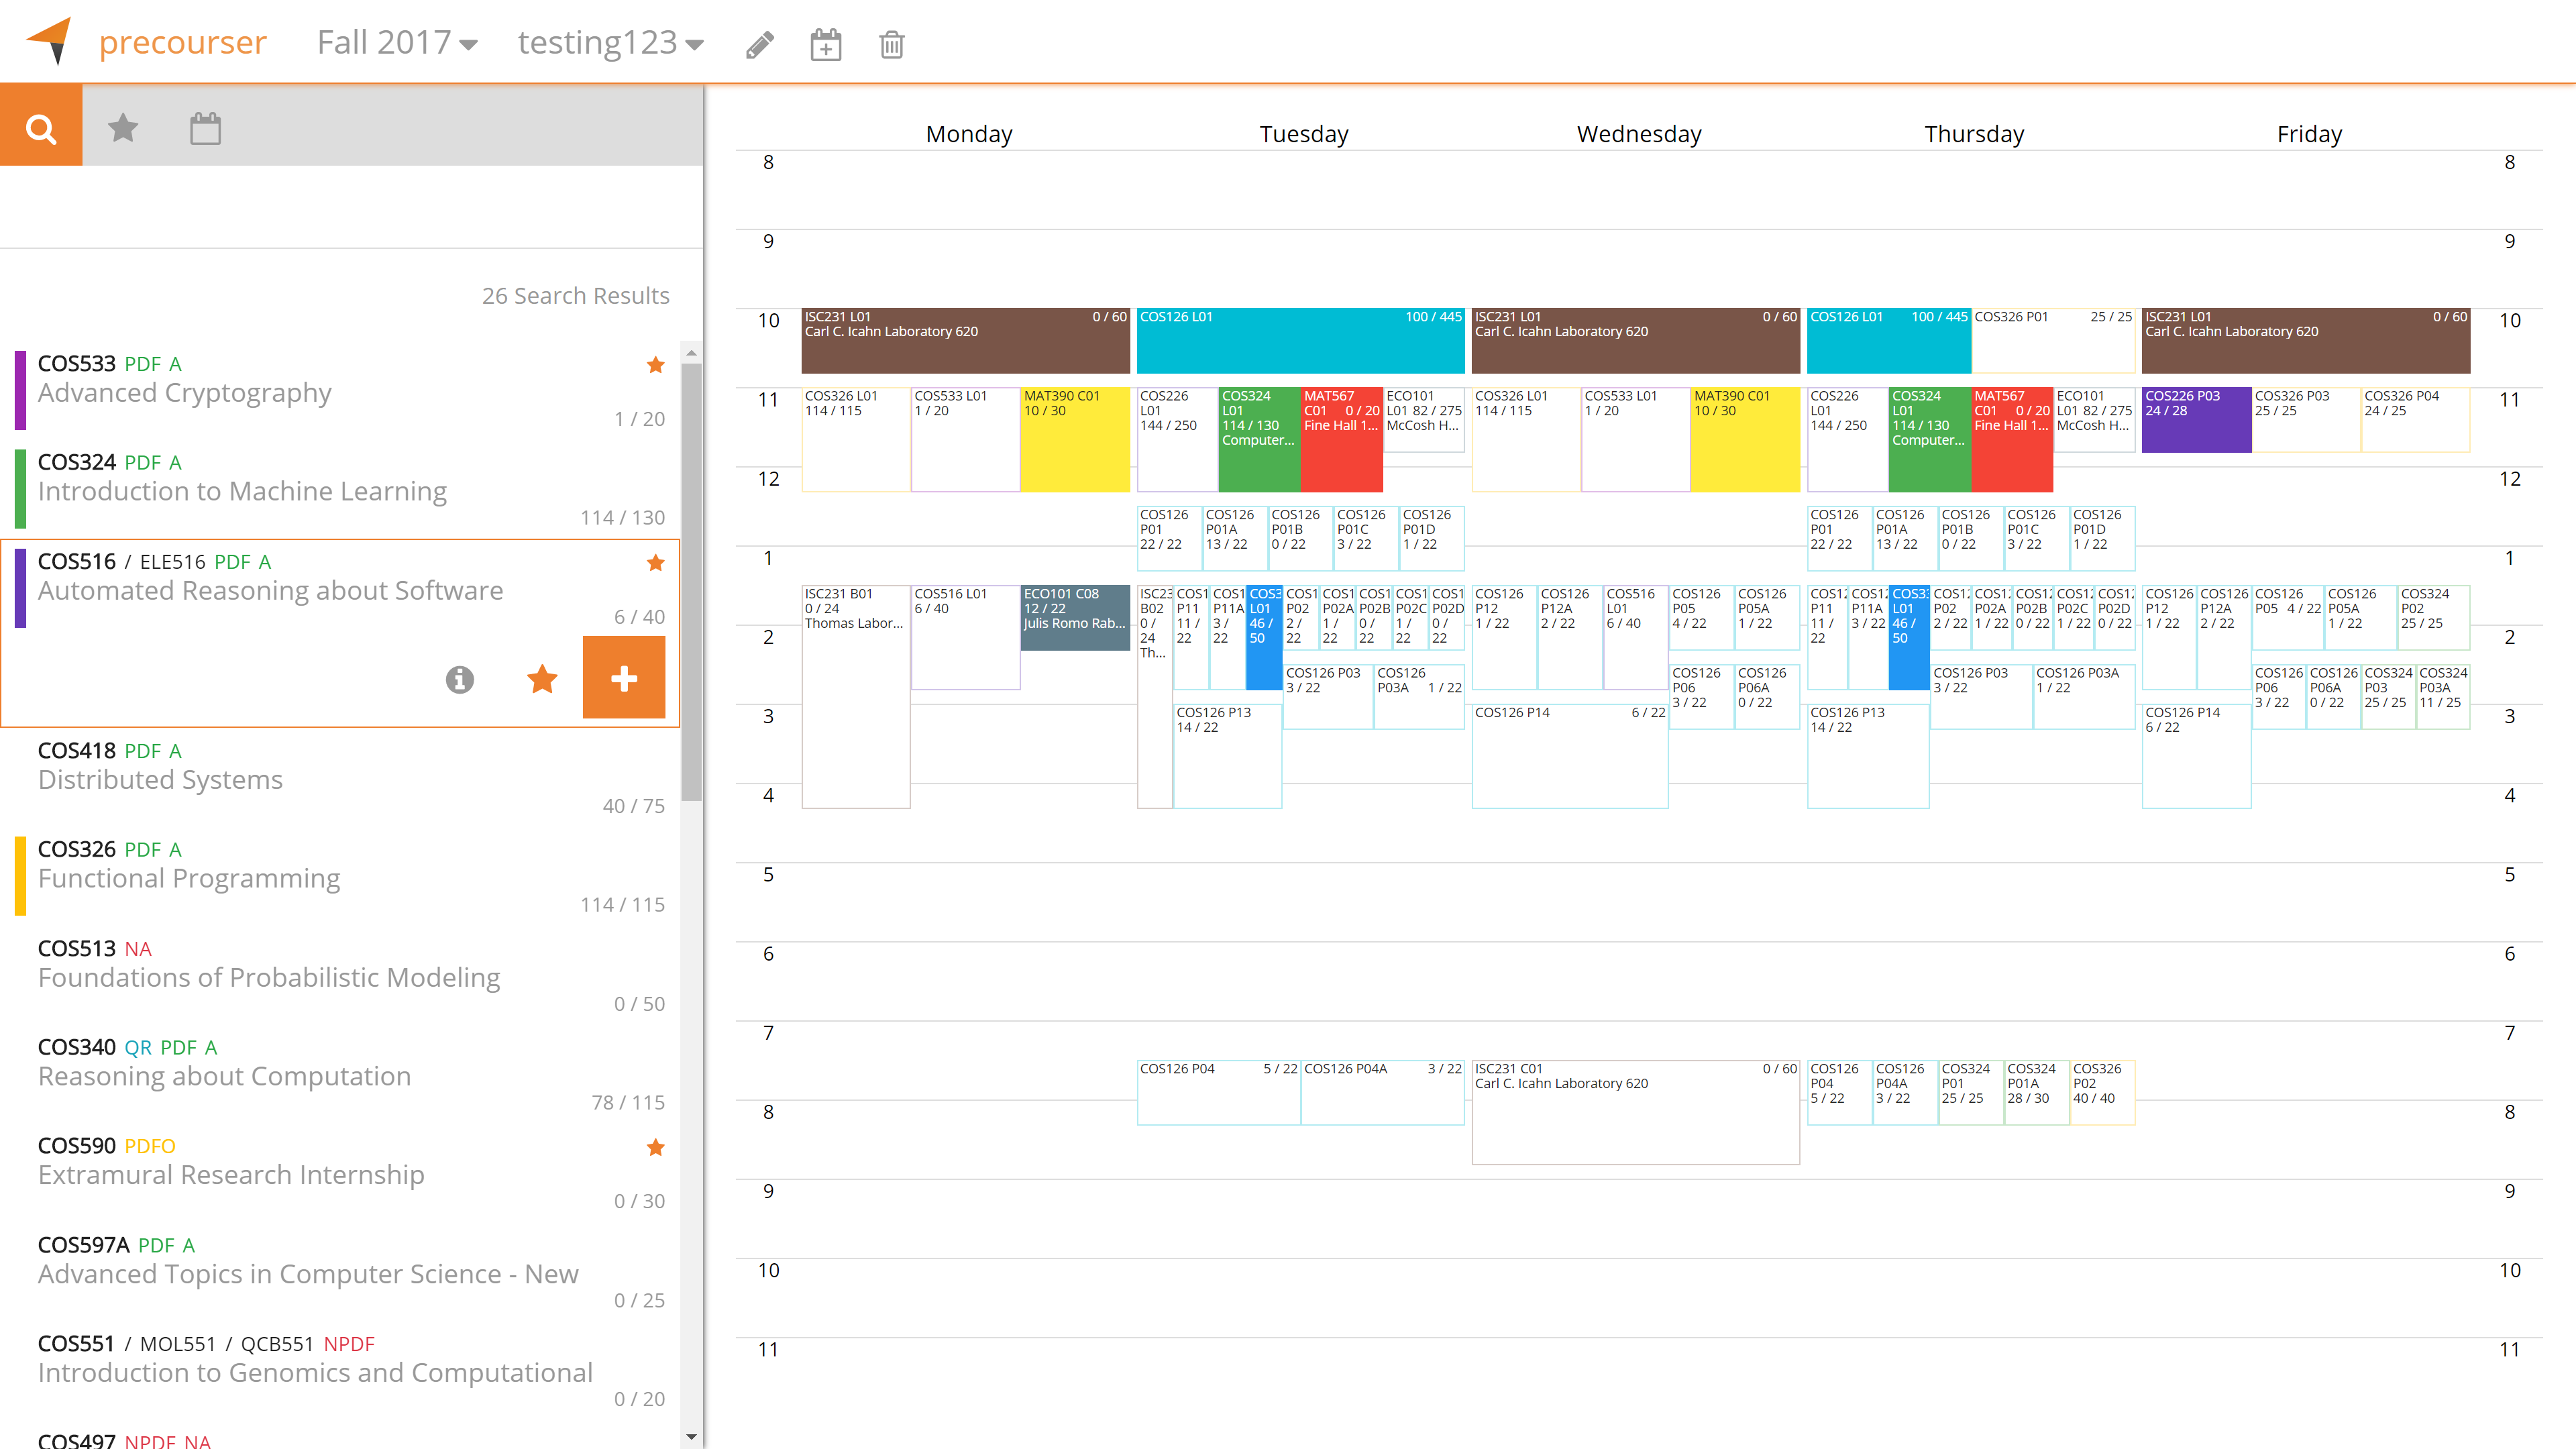 precourser Fall 2017 testing123
26 Search Results
COS533 PDF A
Advanced Cryptography
1 / 20
COS324 PDF A
Introduction to Machine Learning
114 / 130
COS516 / ELE516 PDF A
Automated Reasoning about Software
6 / 40
COS418 PDF A
Distributed Systems
40 / 75
COS326 PDF A
Functional Programming
114 / 115
COS513 NA
Foundations of Probabilistic Modeling
0 / 50
COS340 QR PDF A
Reasoning about Computation
78 / 115
COS590 PDFO
Extramural Research Internship
0 / 30
COS597A PDF A
Advanced Topics in Computer Science - New
0 / 25
COS551 / MOL551 / QCB551 NPDF
Introduction to Genomics and Computational
0 / 20
COS497 NPDF NA
Monday Tuesday Wednesday Thursday Friday
8 8
9 9
10 10
ISC231 L01 0 / 60
Carl C. Icahn Laboratory 620
COS126 L01 100 / 445
ISC231 L01 0 / 60
Carl C. Icahn Laboratory 620
COS126 L01 100 / 445
COS326 P01 25 / 25
ISC231 L01 0 / 60
Carl C. Icahn Laboratory 620
11 11
COS326 L01
114 / 115
COS533 L01
1 / 20
MAT390 C01
10 / 30
COS226
L01
144 / 250
COS324
L01
114 / 130
Computer...
MAT567
C01 0 / 20
Fine Hall 1...
ECO101
L01 82 / 275
McCosh H...
COS326 L01
114 / 115
COS533 L01
1 / 20
MAT390 C01
10 / 30
COS226
L01
144 / 250
COS324
L01
114 / 130
Computer...
MAT567
C01 0 / 20
Fine Hall 1...
ECO101
L01 82 / 275
McCosh H...
COS226 P03
24 / 28
COS326 P03
25 / 25
COS326 P04
24 / 25
12 12
COS126
P01
22 / 22
COS126
P01A
13 / 22
COS126
P01B
0 / 22
COS126
P01C
3 / 22
COS126
P01D
1 / 22
COS126
P01
22 / 22
COS126
P01A
13 / 22
COS126
P01B
0 / 22
COS126
P01C
3 / 22
COS126
P01D
1 / 22
1 1
ISC231 B01
0 / 24
Thomas Labor...
COS516 L01
6 / 40
ECO101 C08
12 / 22
Julis Romo Rab...
ISC23
B02
0 /
24
Th...
COS1
P11
11 /
22
COS1
P11A
3 /
22
COS3
L01
46 /
50
COS1
P02
2 /
22
COS1
P02A
1 /
22
COS1
P02B
0 /
22
COS1
P02C
1 /
22
COS1
P02D
0 /
22
COS126
P12
1 / 22
COS126
P12A
2 / 22
COS516
L01
6 / 40
COS126
P05
4 / 22
COS126
P05A
1 / 22
COS12
P11
11 /
22
COS12
P11A
3 / 22
COS33
L01
46 /
50
COS12
P02
2 / 22
COS12
P02A
1 / 22
COS12
P02B
0 / 22
COS12
P02C
1 / 22
COS12
P02D
0 / 22
COS126
P12
1 / 22
COS126
P12A
2 / 22
COS126
P05 4 / 22
COS126
P05A
1 / 22
COS324
P02
25 / 25
2 2
COS126 P03
3 / 22
COS126
P03A 1 / 22
COS126
P06
3 / 22
COS126
P06A
0 / 22
COS126 P03
3 / 22
COS126 P03A
1 / 22
COS126
P06
3 / 22
COS126
P06A
0 / 22
COS324
P03
25 / 25
COS324
P03A
11 / 25
3 3
COS126 P13
14 / 22
COS126 P14 6 / 22
COS126 P13
14 / 22
COS126 P14
6 / 22
4 4
5 5
6 6
7 7
COS126 P04 5 / 22
COS126 P04A 3 / 22
ISC231 C01 0 / 60
Carl C. Icahn Laboratory 620
COS126
P04
5 / 22
COS126
P04A
3 / 22
COS324
P01
25 / 25
COS324
P01A
28 / 30
COS326
P02
40 / 40
8 8
9 9
10 10
11 11